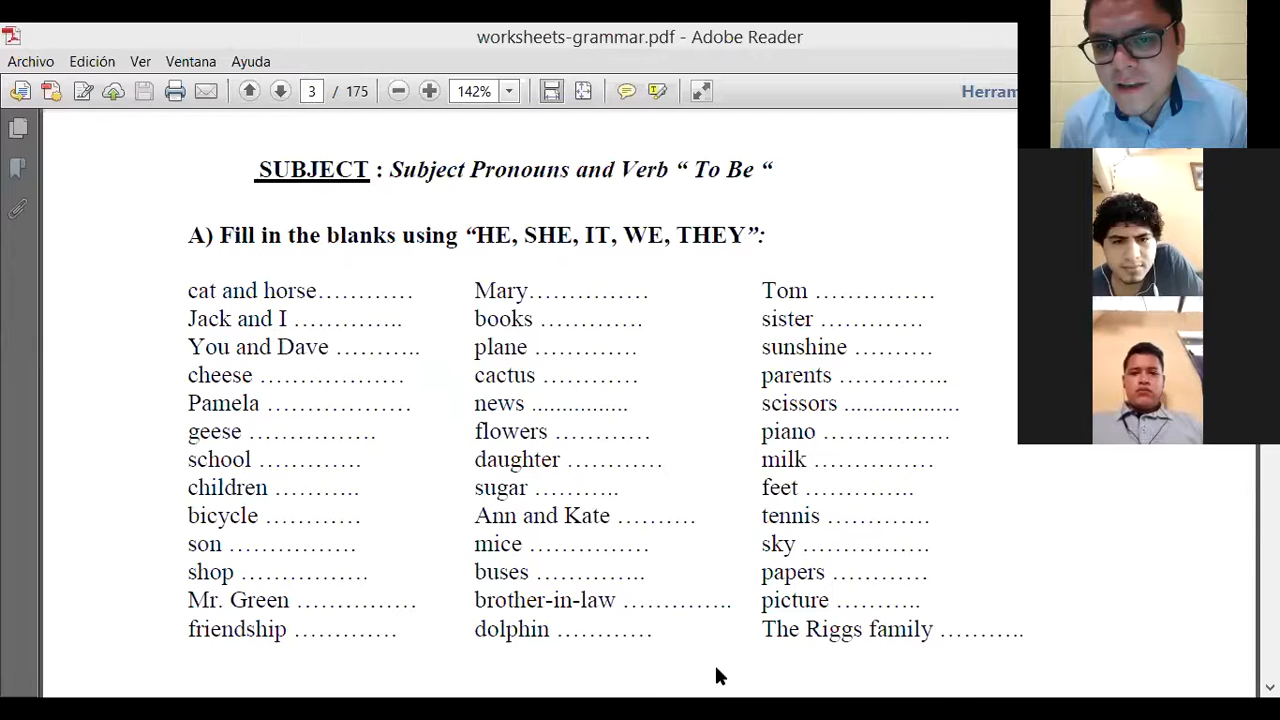 worksheets-grammar.pdf - Adobe Reader
Archivo Edición Ver Ventana Ayuda
3 / 175 142% Herram
SUBJECT : Subject Pronouns and Verb “ To Be “
A) Fill in the blanks using “HE, SHE, IT, WE, THEY”:
cat and horse………… Mary…………… Tom ……………
Jack and I ………….. books …………. sister ………….
You and Dave ……….. plane …………. sunshine ……….
cheese ……………… cactus ………… parents …………..
Pamela ……………… news ............... scissors ..................
geese ……………. flowers ………… piano …………….
school …………. daughter ………… milk ……………
children ……….. sugar ……….. feet …………..
bicycle ………… Ann and Kate ………. tennis ………….
son ……………. mice …………… sky …………….
shop ……………. buses ………….. papers …………
Mr. Green …………… brother-in-law ………….. picture ………..
friendship …………. dolphin ………… The Riggs family ………..